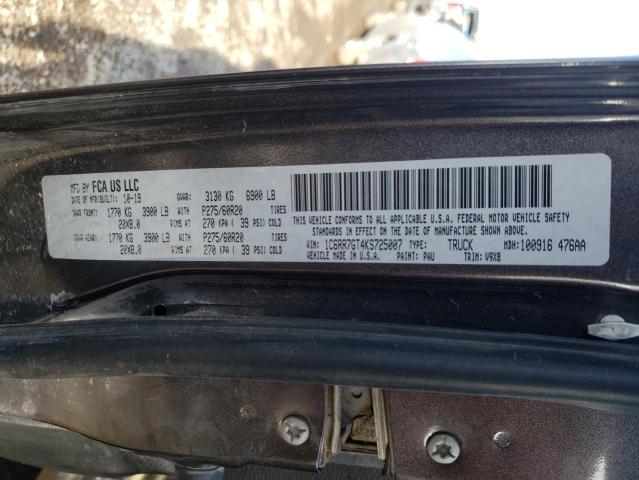 MFG BY FCA US LLC
DATE OF MFR(BUILT): 10-19 GVWR: 3130 KG 6900 LB
GAWR FRONT: 1770 KG 3900 LB WITH P275/60R20 TIRES
20X8.0 RIMS AT 270 KPA ( 39 PSI) COLD
GAWR REAR: 1770 KG 3900 LB WITH P275/60R20 TIRES
20X8.0 RIMS AT 270 KPA ( 39 PSI) COLD
THIS VEHICLE CONFORMS TO ALL APPLICABLE U.S.A. FEDERAL MOTOR VEHICLE SAFETY
STANDARDS IN EFFECT ON THE DATE OF MANUFACTURE SHOWN ABOVE.
VIN: 1C6RR7GT4KS725007 TYPE: TRUCK MDH: 100916 476AA
VEHICLE MADE IN U.S.A. PAINT: PAU TRIM: V9X8